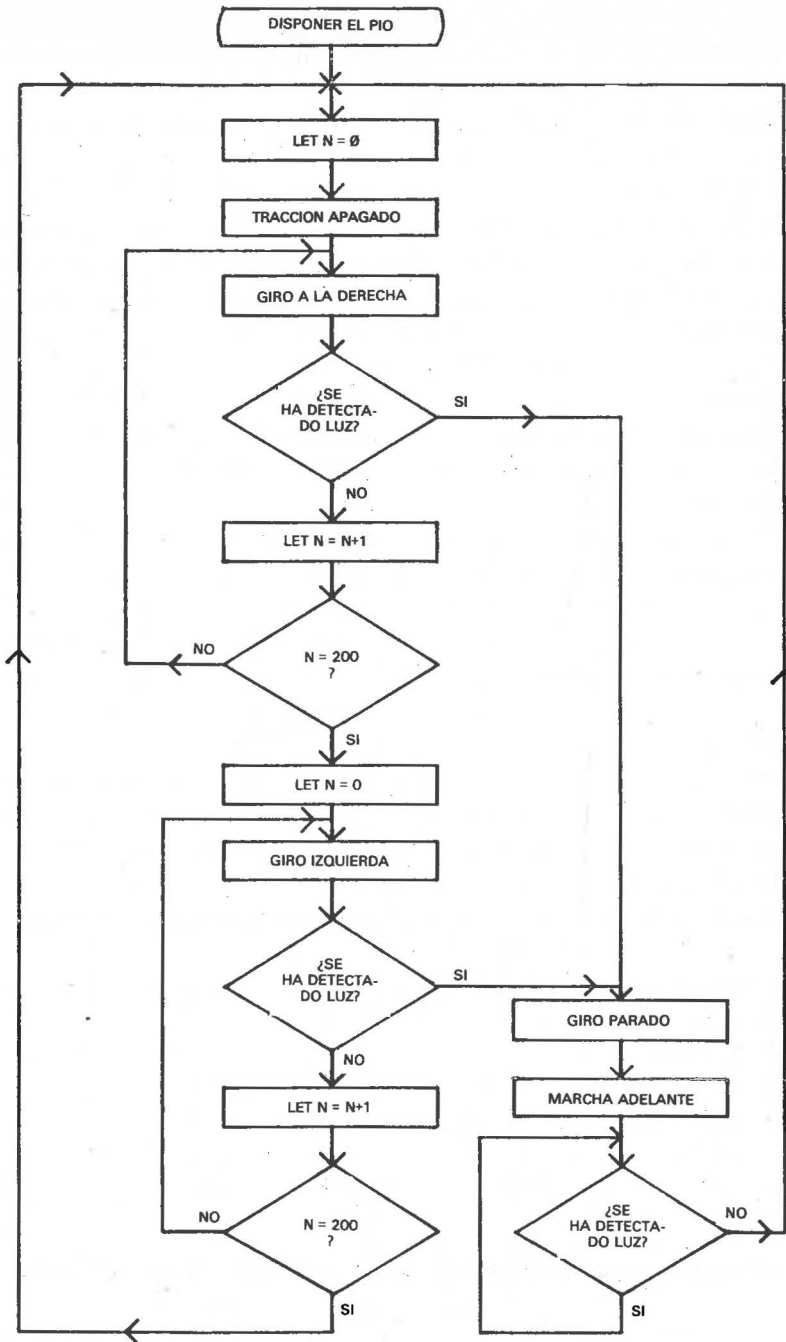 DISPONER EL PIO
LET N = Ø
TRACCION APAGADO
GIRO A LA DERECHA
¿SE
HA DETECTA-
DO LUZ?
SI
NO
LET N = N+1
N = 200
?
NO
SI
LET N = 0
GIRO IZQUIERDA
¿SE
HA DETECTA-
DO LUZ?
SI
NO
GIRO PARADO
LET N = N+1
MARCHA ADELANTE
N = 200
?
NO
SI
¿SE
HA DETECTA-
DO LUZ?
NO
SI